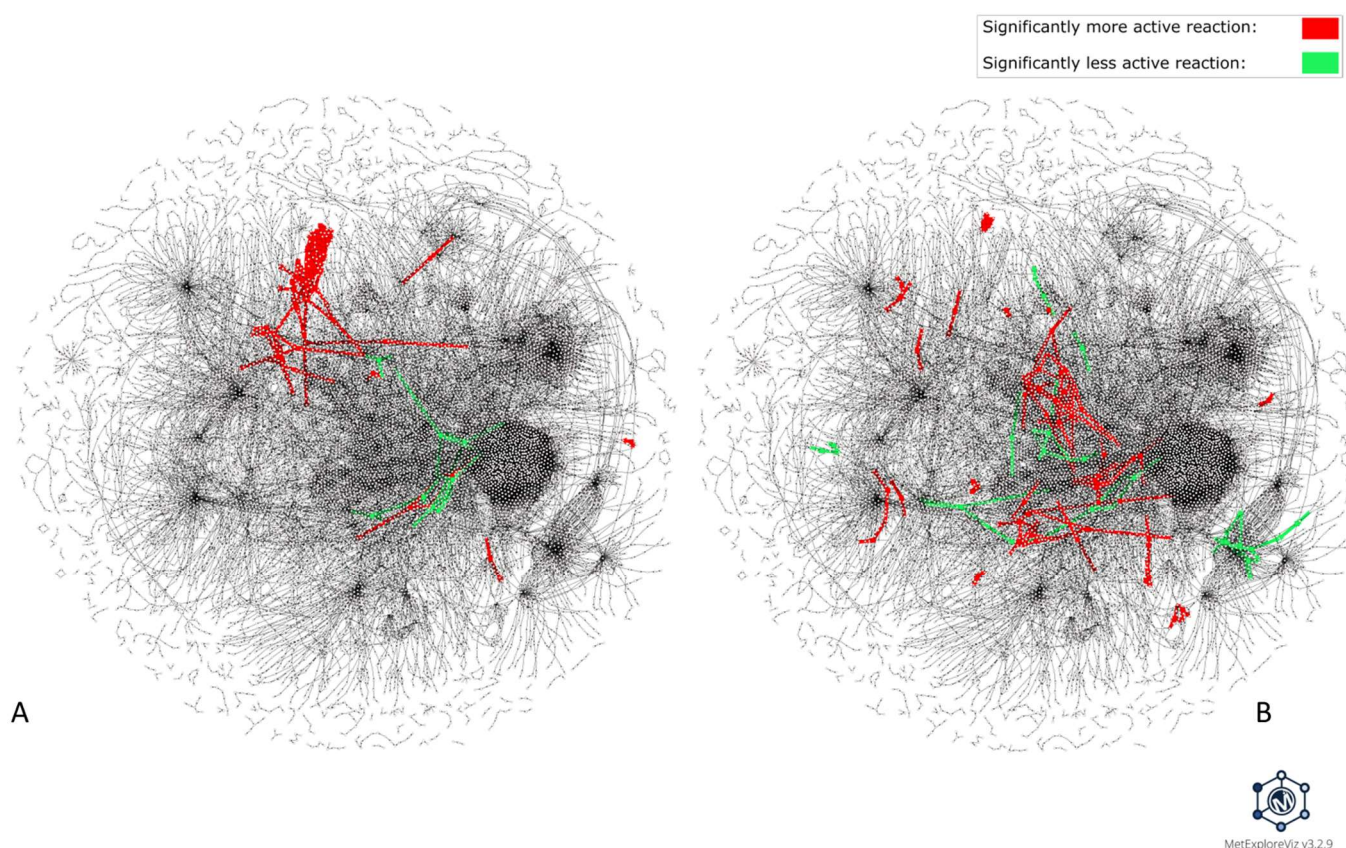 Significantly more active reaction:
Significantly less active reaction:
A
B
MetExploreViz v3.2.9